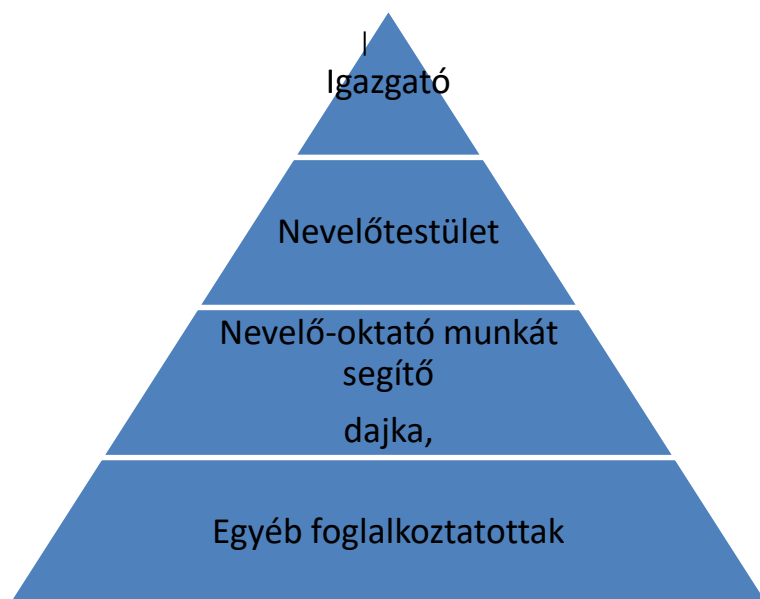 Igazgató
Nevelőtestület
Nevelő-oktató munkát
segítő
dajka,
Egyéb foglalkoztatottak